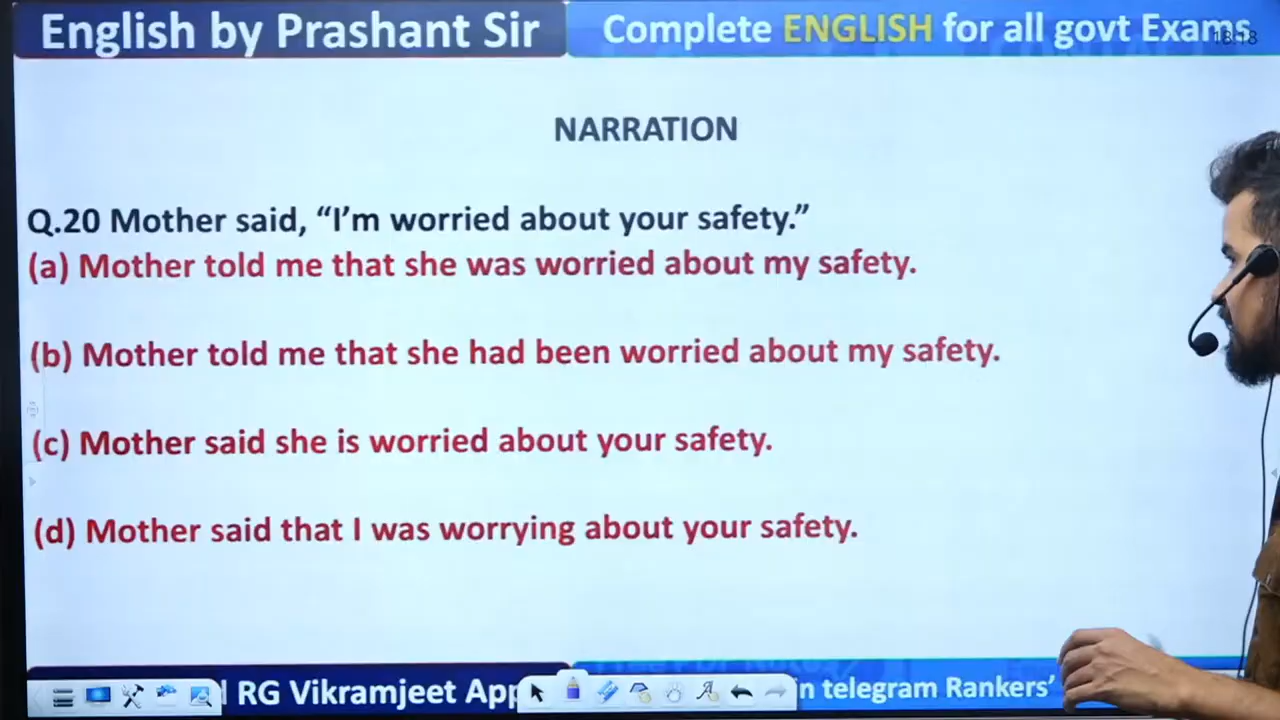 English by Prashant Sir
Complete ENGLISH for all govt Exams
18:18
NARRATION
Q.20 Mother said, “I’m worried about your safety.”
(a) Mother told me that she was worried about my safety.
(b) Mother told me that she had been worried about my safety.
(c) Mother said she is worried about your safety.
(d) Mother said that I was worrying about your safety.
RG Vikramjeet App
in telegram Rankers’